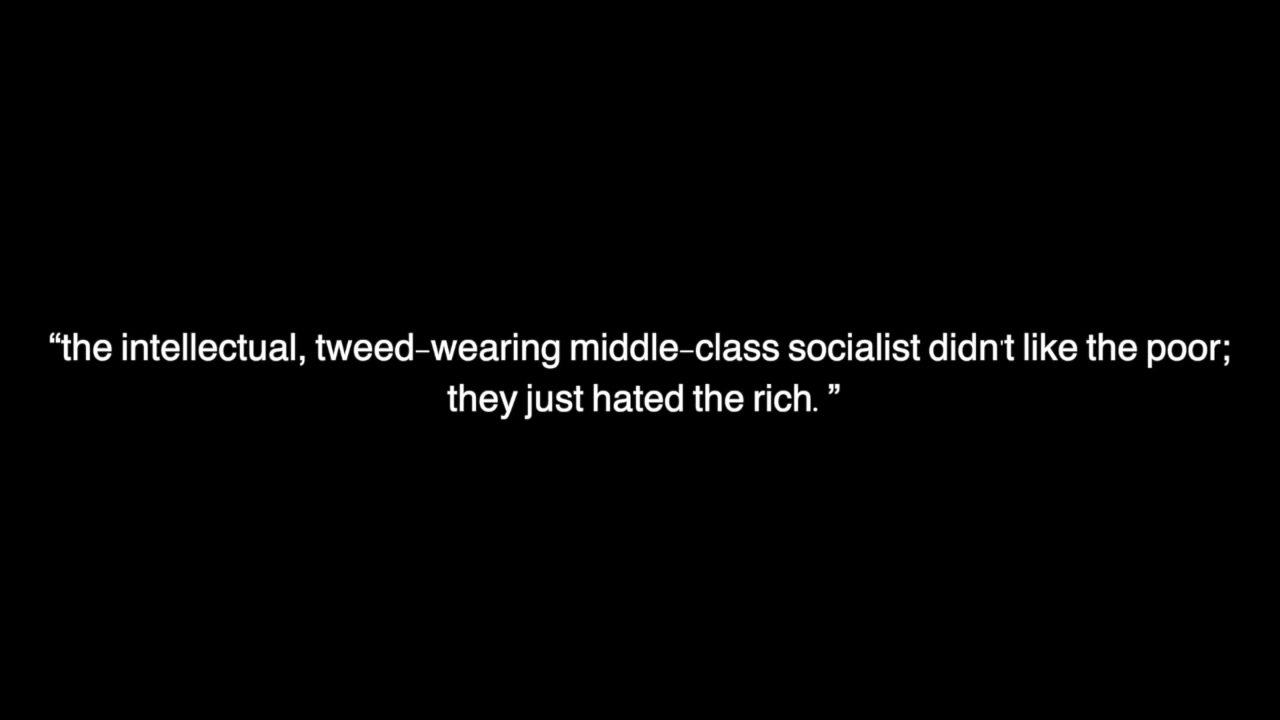 “the intellectual, tweed-wearing middle-class socialist didn't like the poor;
they just hated the rich. ”